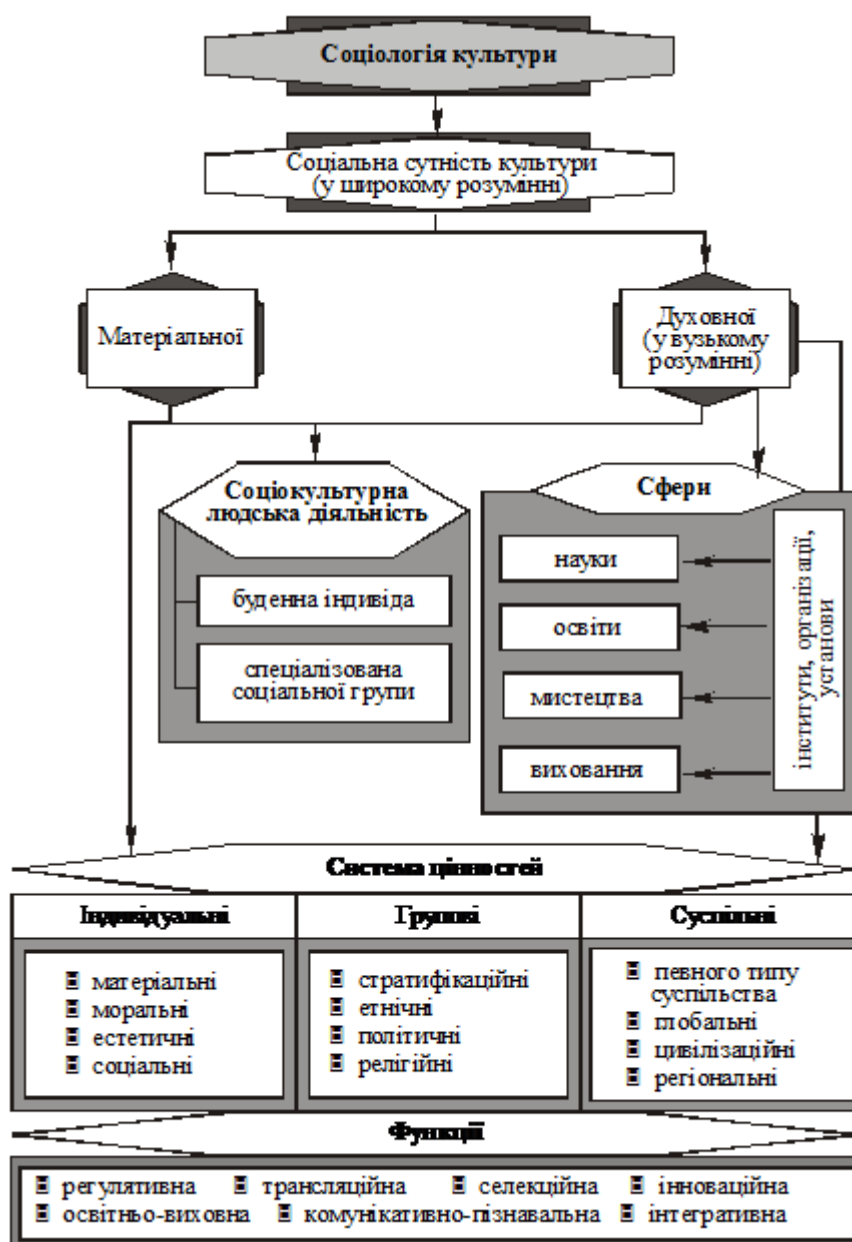 Соціологія культури
Соціальна сутність культури
(у широкому розумінні)
Матеріальної
Духовної
(у вузькому
розумінні)
Соціокультурна
людська діяльність
буденна індивіда
спеціалізована
соціальної групи
Сфери
науки
освіти
мистецтва
виховання
інститути, організації,
установи
Система цінностей
Індивідуальні
Групові
Суспільні
матеріальні
моральні
естетичні
соціальні
стратифікаційні
етнічні
політичні
релігійні
певного типу
суспільства
глобальні
цивілізаційні
регіональні
Функції
регулятивна трансляційна селекційна інноваційна
освітньо-виховна комунікативно-пізнавальна інтегративна